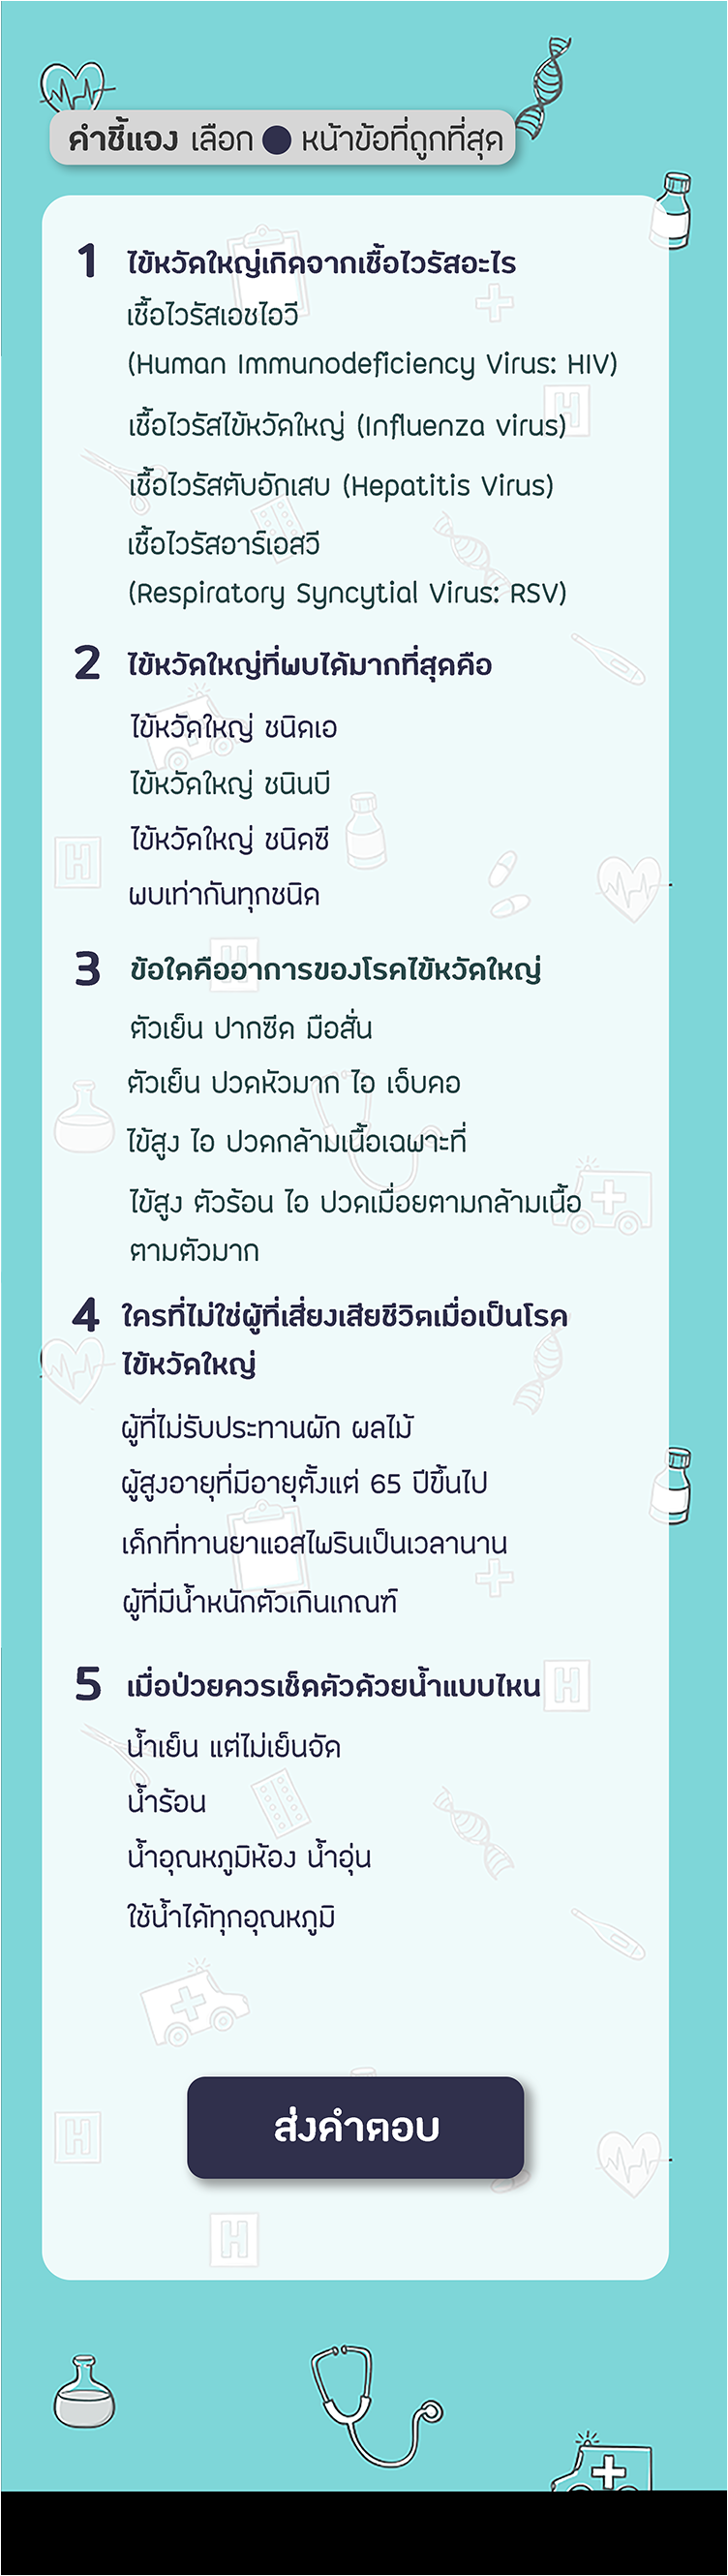 คำชี้แจง เลือก ● หน้าข้อที่ถูกที่สุด
1 ไข้หวัดใหญ่เกิดจากเชื้อไวรัสอะไร
เชื้อไวรัสเอชไอวี
(Human Immunodeficiency Virus: HIV)
เชื้อไวรัสไข้หวัดใหญ่ (Influenza virus)
เชื้อไวรัสตับอักเสบ (Hepatitis Virus)
เชื้อไวรัสอาร์เอสวี
(Respiratory Syncytial Virus: RSV)
2 ไข้หวัดใหญ่ที่พบได้มากที่สุดคือ
ไข้หวัดใหญ่ ชนิดเอ
ไข้หวัดใหญ่ ชนินบี
ไข้หวัดใหญ่ ชนิดซี
พบเท่ากันทุกชนิด
3 ข้อใดคืออาการของโรคไข้หวัดใหญ่
ตัวเย็น ปากซีด มือสั่น
ตัวเย็น ปวดหัวมาก ไอ เจ็บคอ
ไข้สูง ไอ ปวดกล้ามเนื้อเฉพาะที่
ไข้สูง ตัวร้อน ไอ ปวดเมื่อยตามกล้ามเนื้อ
ตามตัวมาก
4 ใครที่ไม่ใช่ผู้ที่เสี่ยงเสียชีวิตเมื่อเป็นโรค
ไข้หวัดใหญ่
ผู้ที่ไม่รับประทานผัก ผลไม้
ผู้สูงอายุที่มีอายุตั้งแต่ 65 ปีขึ้นไป
เด็กที่ทานยาแอสไพรินเป็นเวลานาน
ผู้ที่มีน้ำหนักตัวเกินเกณฑ์
5 เมื่อป่วยควรเช็ดตัวด้วยน้ำแบบไหน
น้ำเย็น แต่ไม่เย็นจัด
น้ำร้อน
น้ำอุณหภูมิห้อง น้ำอุ่น
ใช้น้ำได้ทุกอุณหภูมิ
ส่งคำตอบ